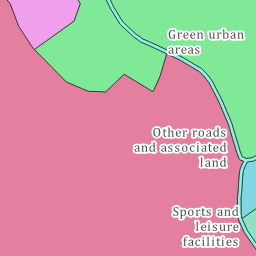 Green urban
areas
Other roads
and associated
land
Sports and
leisure
facilities